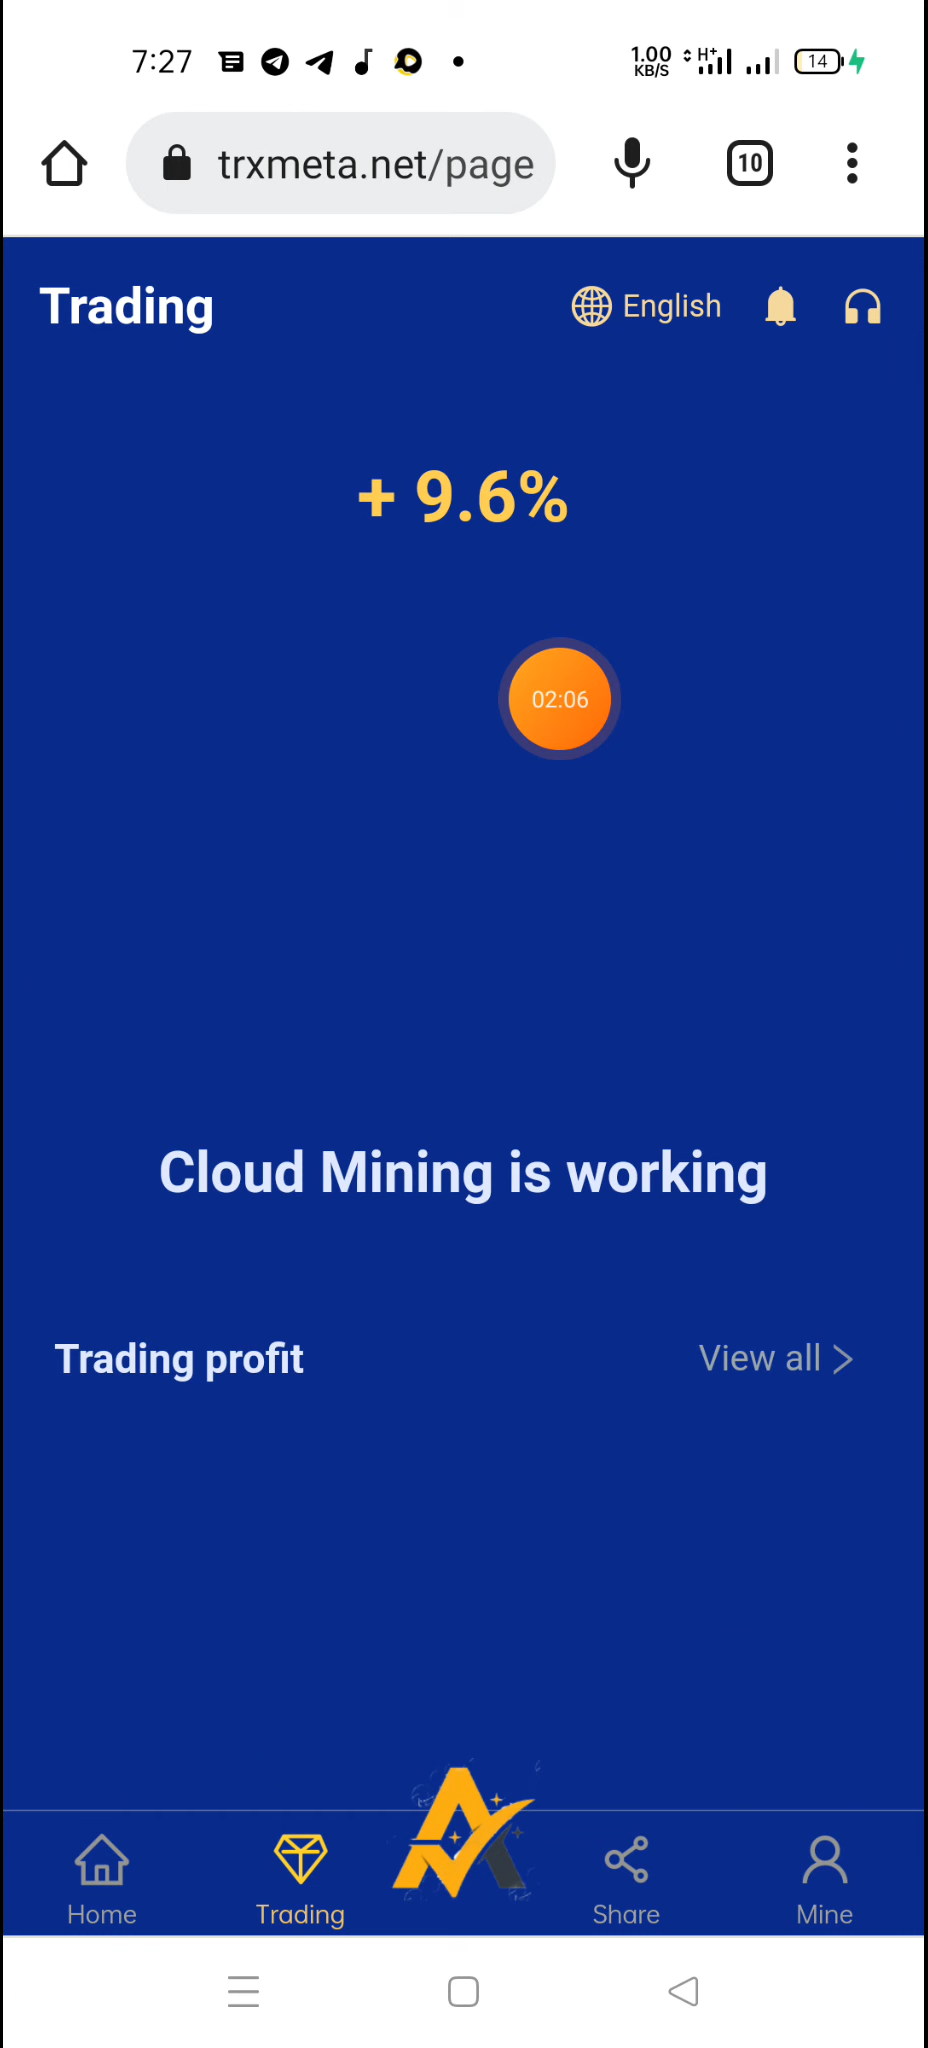 7:27
1.00
KB/S
H+
14
trxmeta.net/page
10
Trading
English
+ 9.6%
02:06
Cloud Mining is working
Trading profit
View all
Home
Trading
Share
Mine